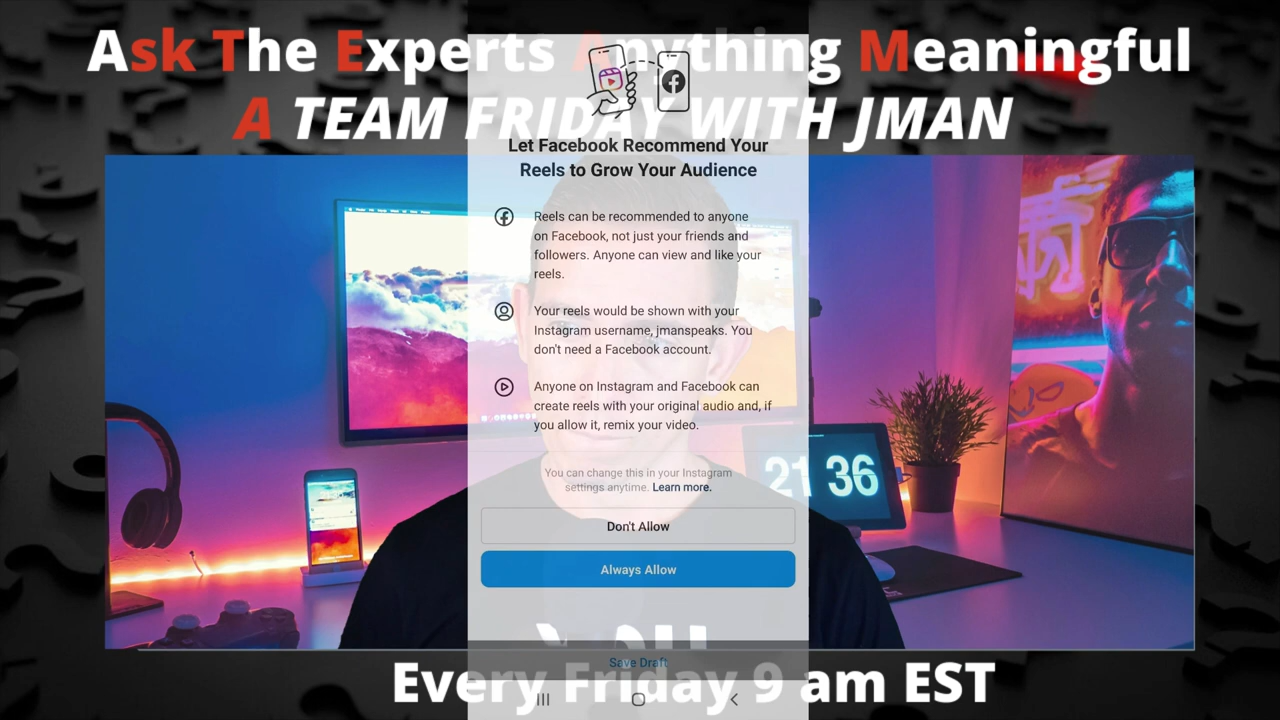 Ask The Experts Anything Meaningful
A TEAM FRIDAY WITH JMAN
Let Facebook Recommend Your
Reels to Grow Your Audience
Reels can be recommended to anyone
on Facebook, not just your friends and
followers. Anyone can view and like your
reels.
Your reels would be shown with your
Instagram username, jmanspeaks. You
don't need a Facebook account.
Anyone on Instagram and Facebook can
create reels with your original audio and, if
you allow it, remix your video.
You can change this in your Instagram
settings anytime. Learn more.
21 36
Don't Allow
Always Allow
Save Draft
Every Friday 9 am EST